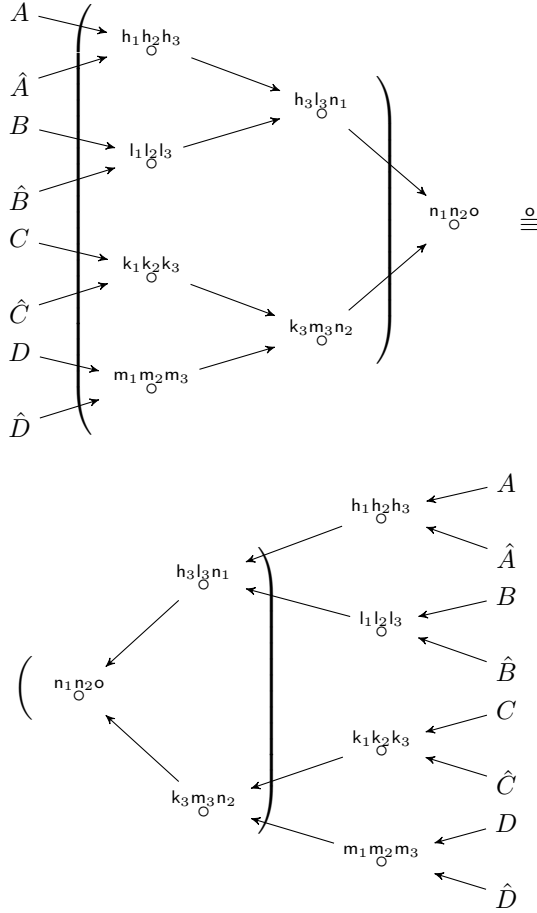 A
h₁h₂h₃
Â
h₃l₃n₁
B
l₁l₂l₃
B̂
n₁n₂o ≡ᵒ
C
k₁k₂k₃
Ĉ
k₃m₃n₂
D
m₁m₂m₃
D̂
A
h₁h₂h₃
Â
h₃l₃n₁
B
l₁l₂l₃
B̂
n₁n₂o
C
k₁k₂k₃
Ĉ
k₃m₃n₂
D
m₁m₂m₃
D̂